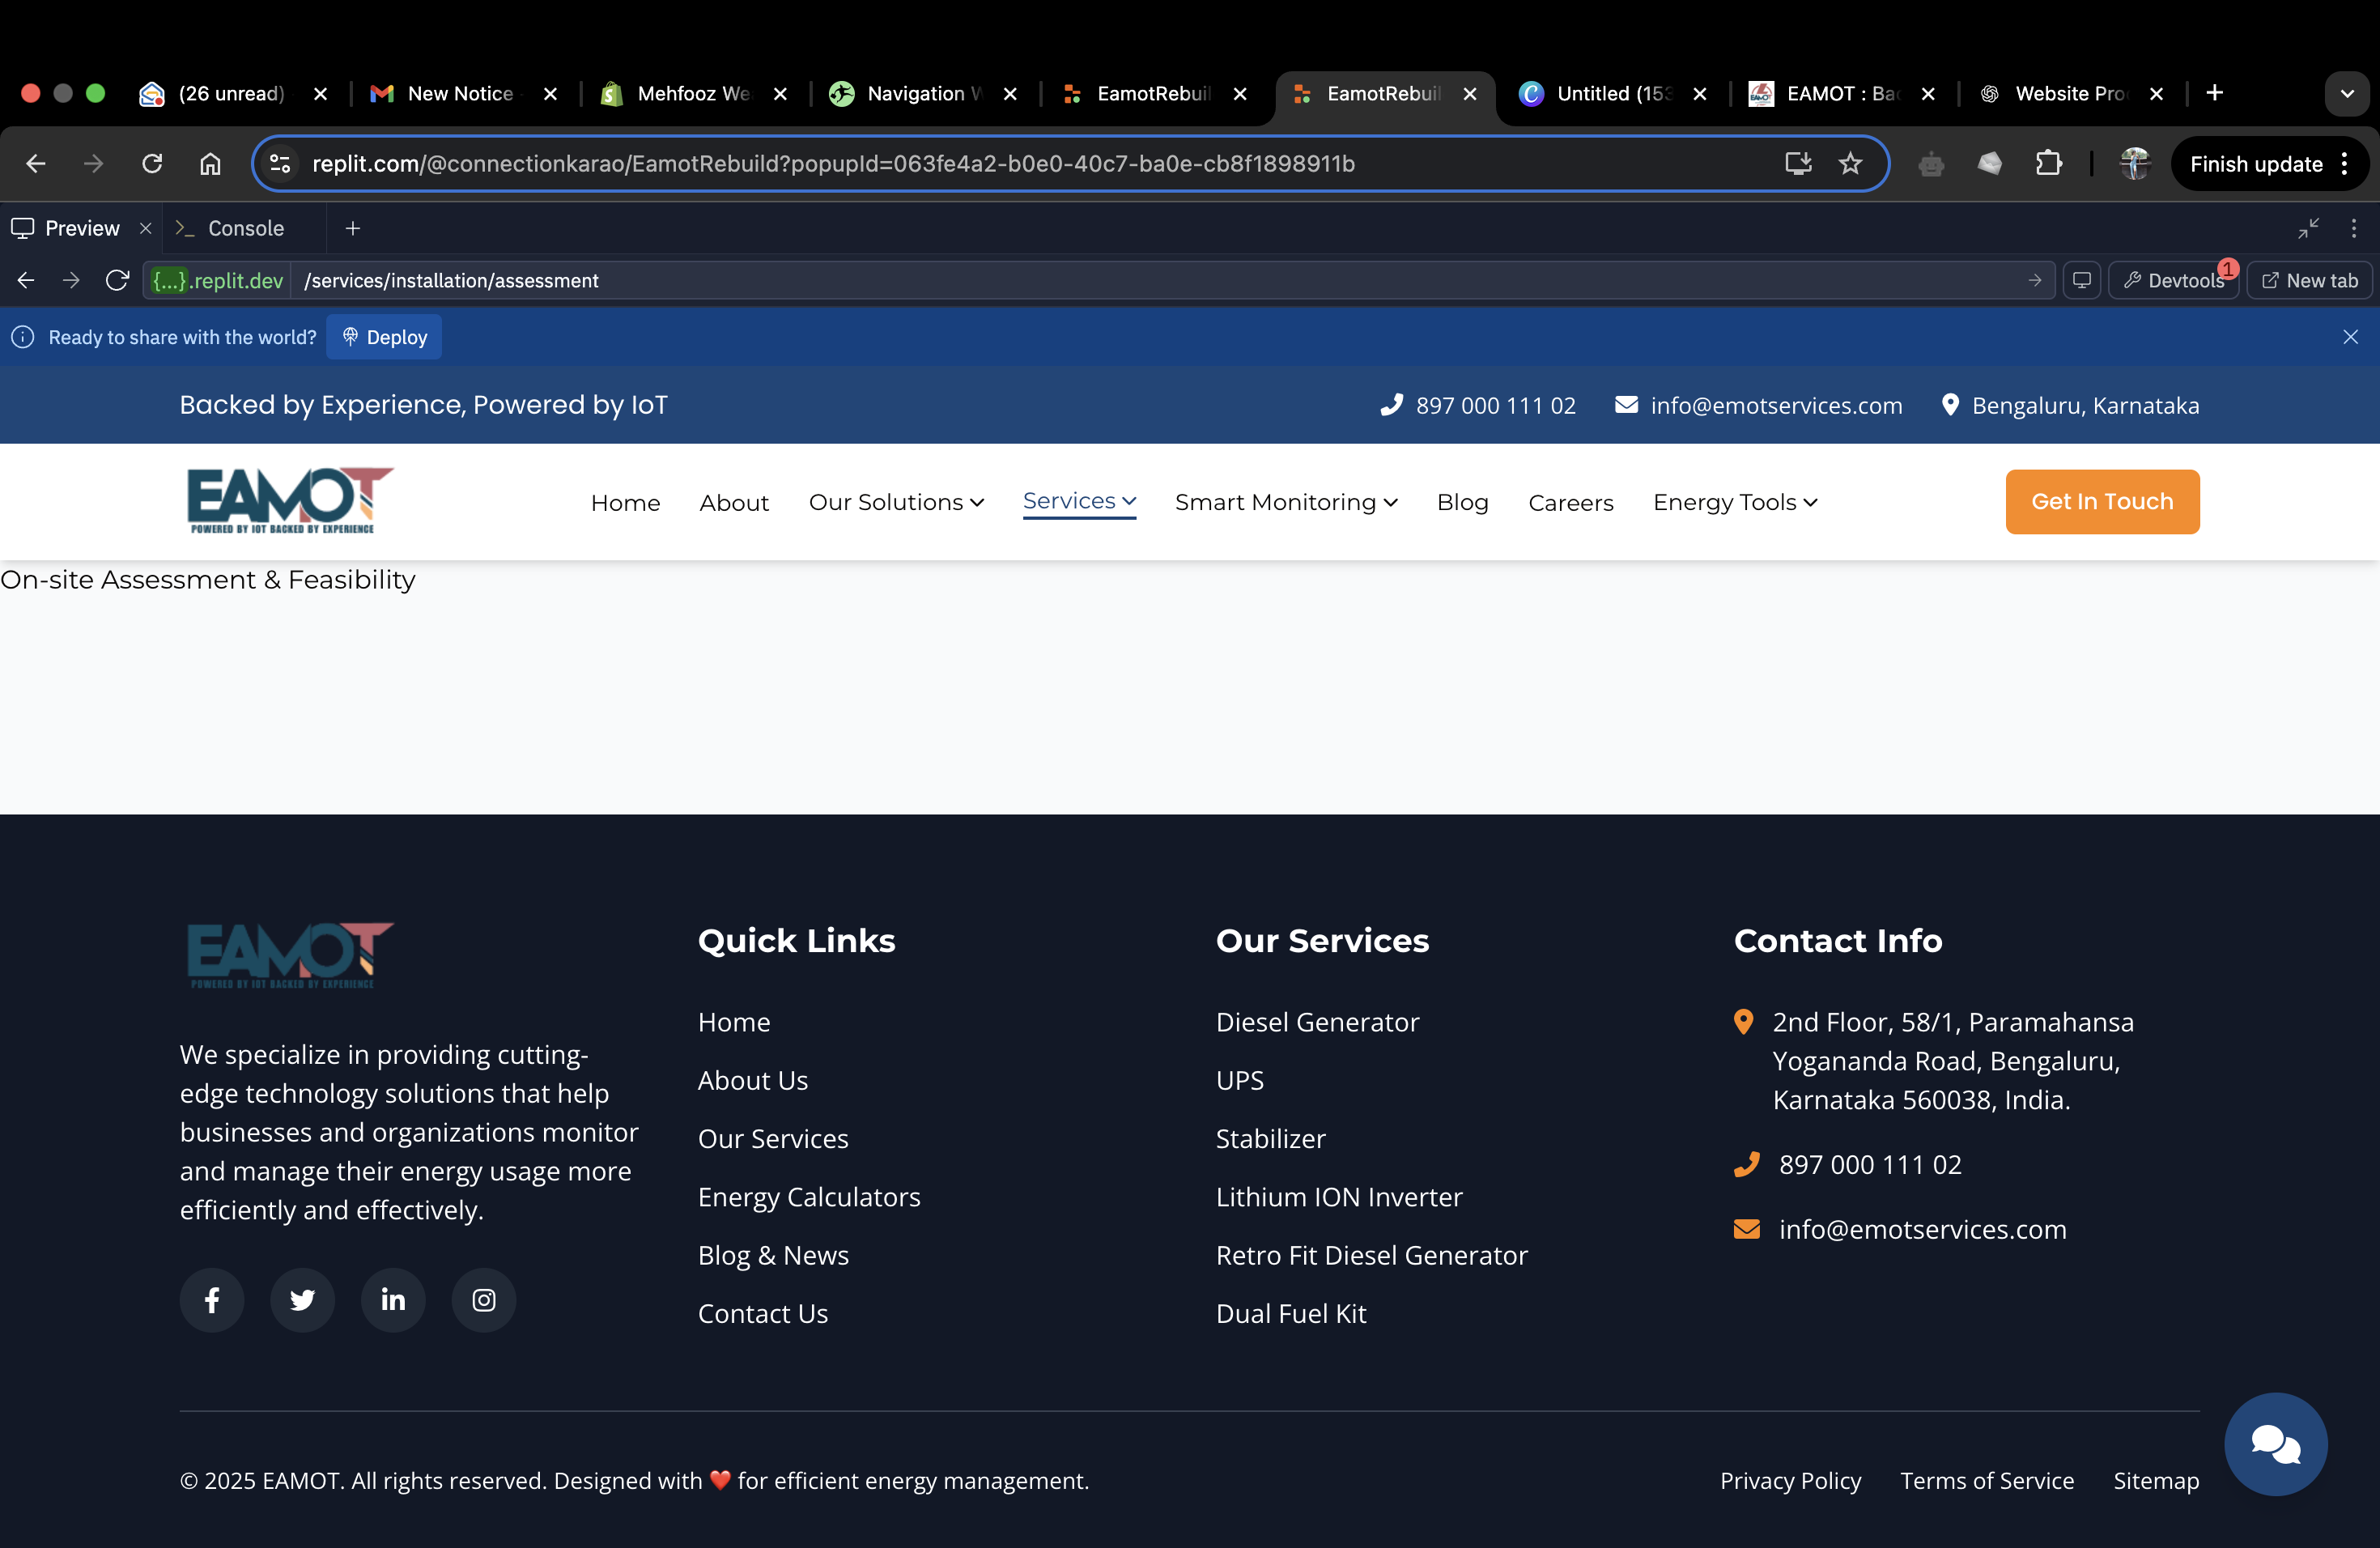 (26 unread)
New Notice
Mehfooz We
Navigation W
EamotRebuil
EamotRebuil
Untitled (153
EAMOT : Bac
Website Pro
replit.com/@connectionkarao/EamotRebuild?popupId=063fe4a2-b0e0-40c7-ba0e-cb8f1898911b
Finish update
Preview
Console
{...}.replit.dev
/services/installation/assessment
Devtools
1
New tab
Ready to share with the world?
Deploy
Backed by Experience, Powered by IoT
897 000 111 02
info@emotservices.com
Bengaluru, Karnataka
EAMOT
POWERED BY IOT BACKED BY EXPERIENCE
Home
About
Our Solutions
Services
Smart Monitoring
Blog
Careers
Energy Tools
Get In Touch
On-site Assessment & Feasibility
EAMOT
POWERED BY IOT BACKED BY EXPERIENCE
We specialize in providing cutting-
edge technology solutions that help
businesses and organizations monitor
and manage their energy usage more
efficiently and effectively.
Quick Links
Home
About Us
Our Services
Energy Calculators
Blog & News
Contact Us
Our Services
Diesel Generator
UPS
Stabilizer
Lithium ION Inverter
Retro Fit Diesel Generator
Dual Fuel Kit
Contact Info
2nd Floor, 58/1, Paramahansa
Yogananda Road, Bengaluru,
Karnataka 560038, India.
897 000 111 02
info@emotservices.com
© 2025 EAMOT. All rights reserved. Designed with ❤️ for efficient energy management.
Privacy Policy
Terms of Service
Sitemap